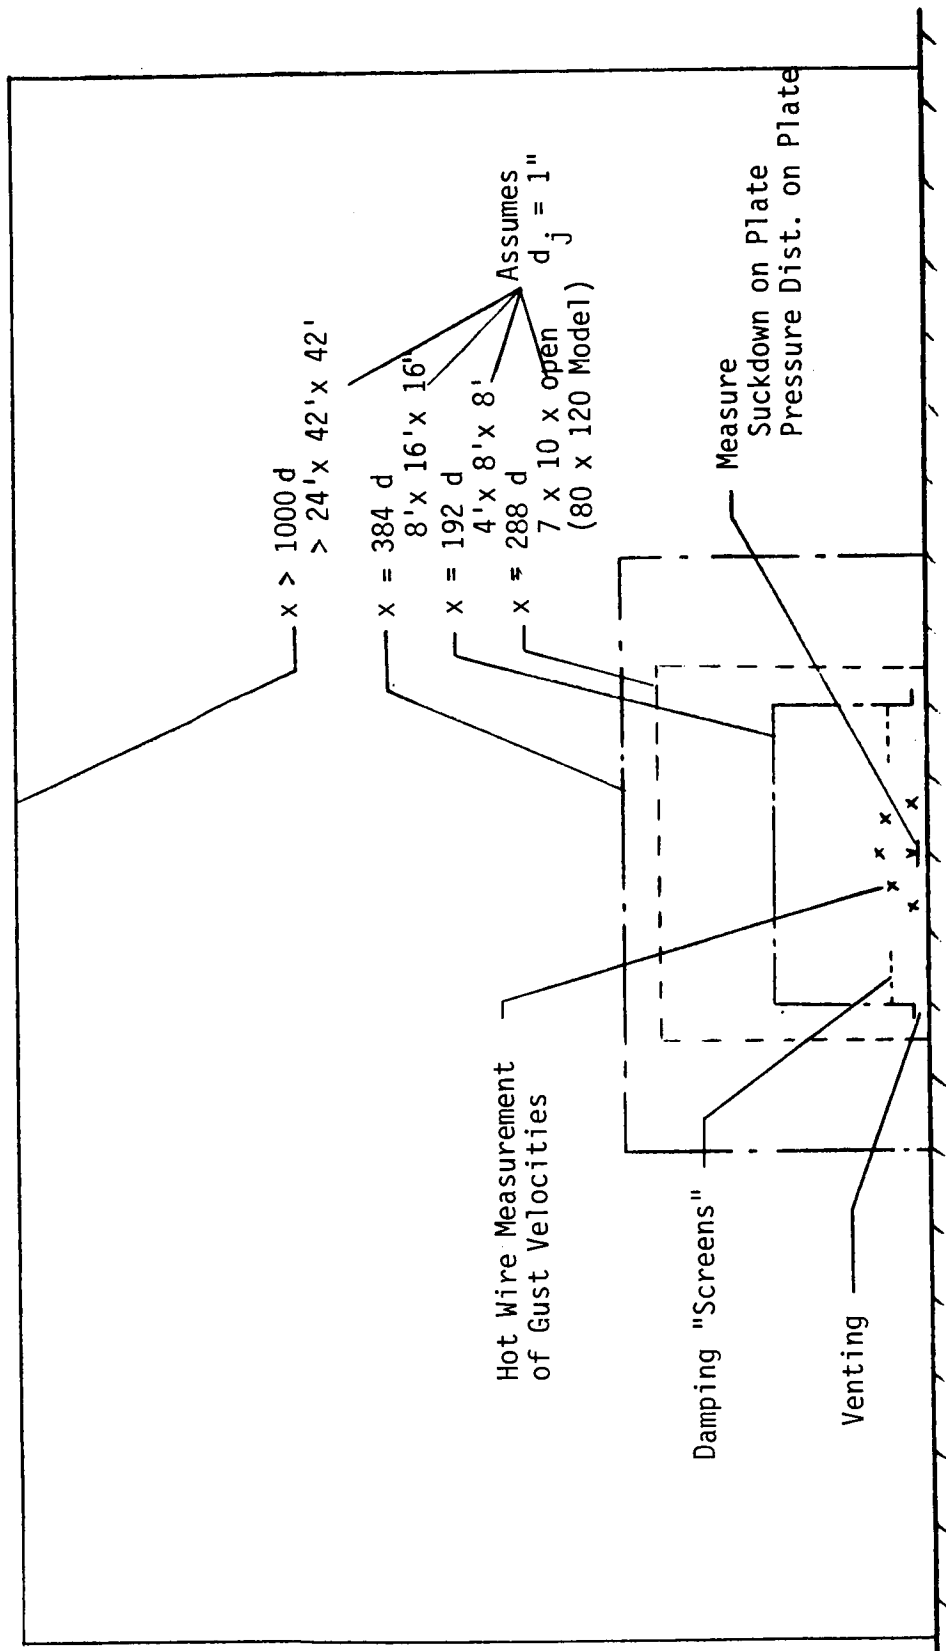 x > 1000 d
> 24'x 42'x 42'
x = 384 d
8'x 16'x 16"
x = 192 d
4'x 8'x 8'
x = 288 d
7 x 10 x open
(80 x 120 Model)
Assumes
d_j = 1"
Hot Wire Measurement
of Gust Velocities
Damping "Screens"
Venting
Measure
Suckdown on Plate
Pressure Dist. on Plate
x
x
x
x
x
x